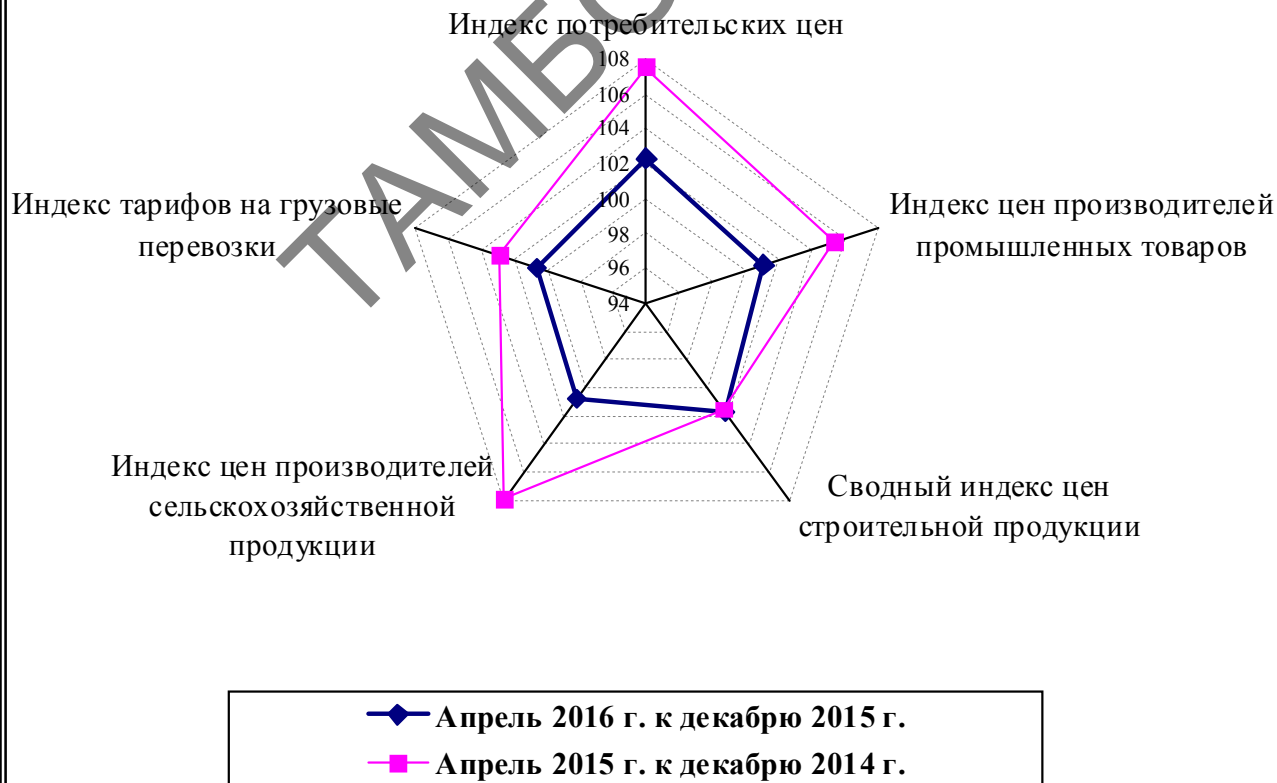 Индекс потребительских цен
108
106
104
102
100
98
96
94
Индекс тарифов на грузовые
перевозки
Индекс цен производителей
промышленных товаров
Индекс цен производителей
сельскохозяйственной
продукции
Сводный индекс цен
строительной продукции
Апрель 2016 г. к декабрю 2015 г.
Апрель 2015 г. к декабрю 2014 г.